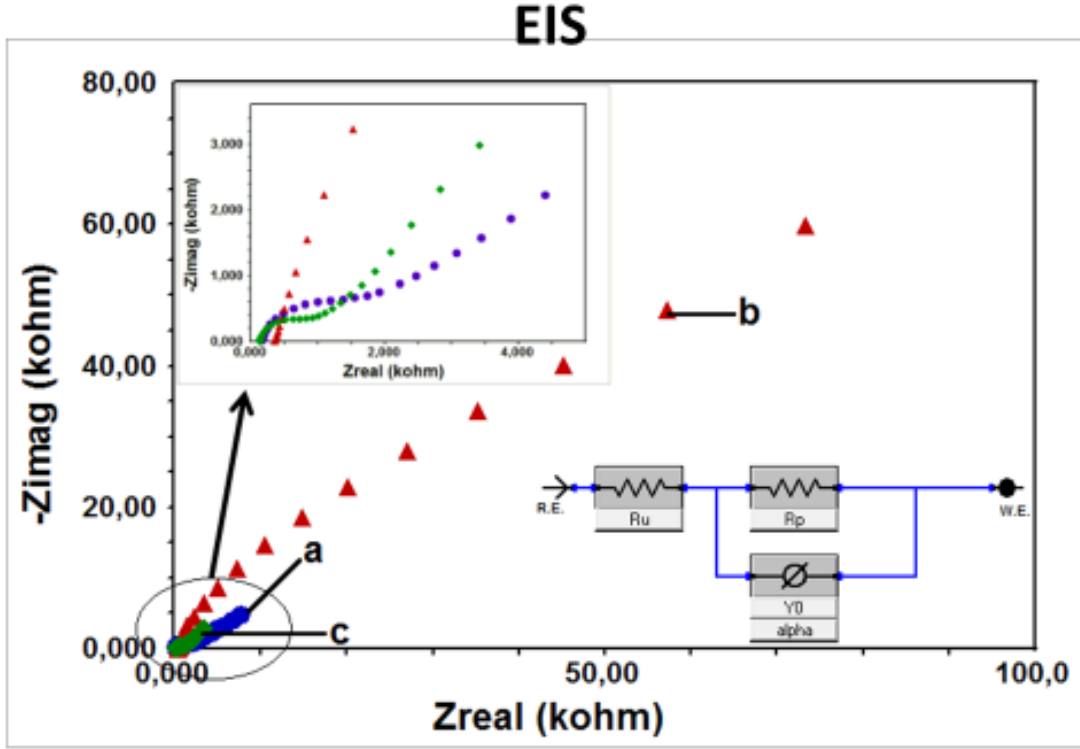 EIS
80,00
60,00
40,00
20,00
0,000
-Zimag (kohm)
3,000
2,000
1,000
0,000
-Zimag (kohm)
0,000 2,000 4,000
Zreal (kohm)
b
a
c
R.E.
Ru
Rp
W.E.
Y0
alpha
0,000 50,00 100,0
Zreal (kohm)